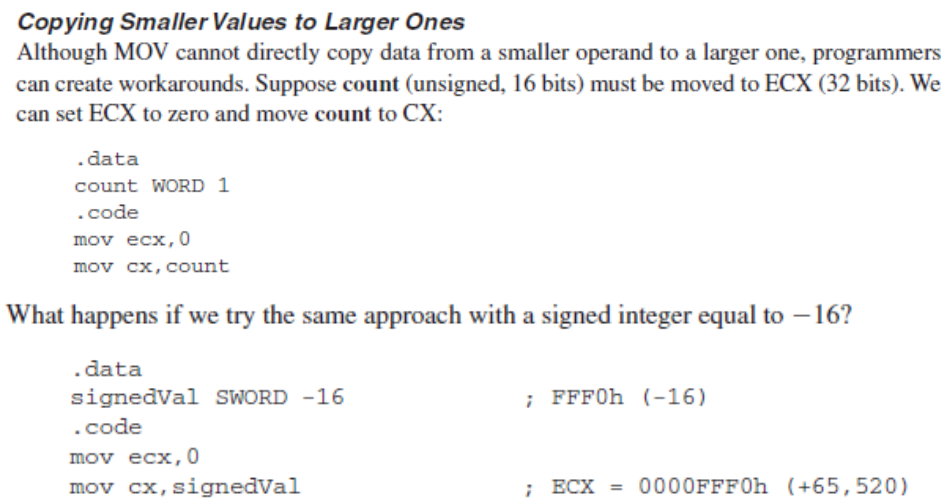 Copying Smaller Values to Larger Ones
Although MOV cannot directly copy data from a smaller operand to a larger one, programmers
can create workarounds. Suppose count (unsigned, 16 bits) must be moved to ECX (32 bits). We
can set ECX to zero and move count to CX:
.data
count WORD 1
.code
mov ecx,0
mov cx,count
What happens if we try the same approach with a signed integer equal to −16?
.data
signedVal SWORD -16 ; FFF0h (-16)
.code
mov ecx,0
mov cx,signedVal ; ECX = 0000FFF0h (+65,520)